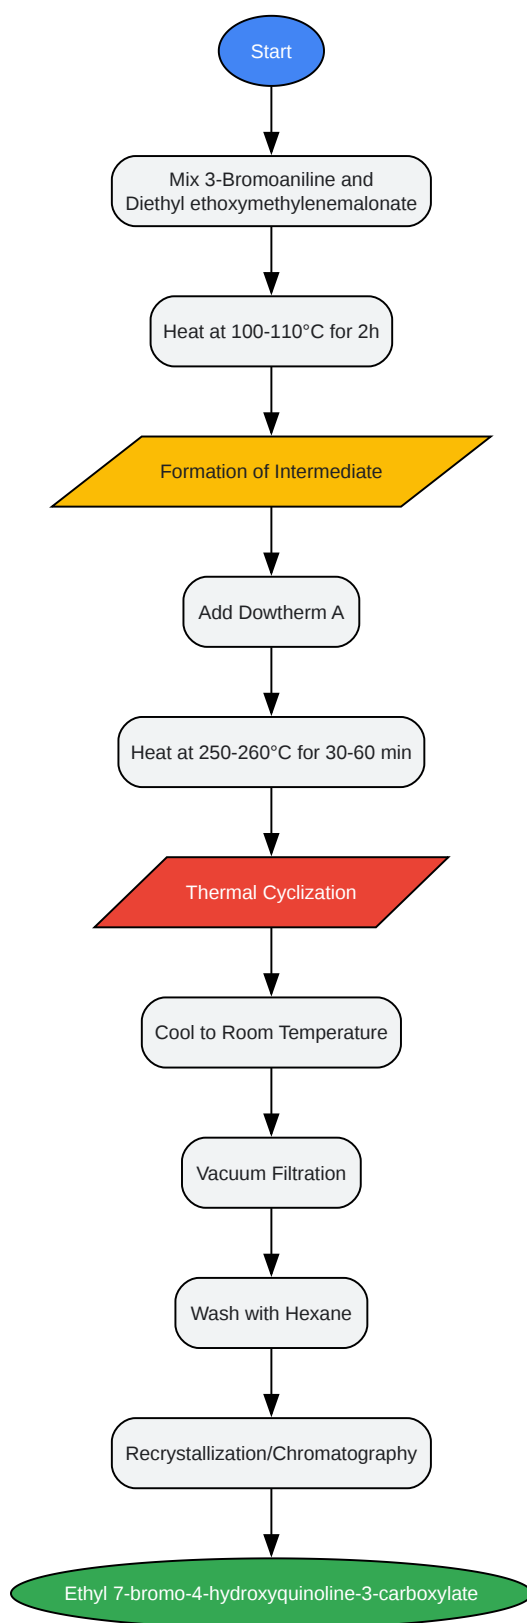 Start
Mix 3-Bromoaniline and
Diethyl ethoxymethylenemalonate
Heat at 100-110°C for 2h
Formation of Intermediate
Add Dowtherm A
Heat at 250-260°C for 30-60 min
Thermal Cyclization
Cool to Room Temperature
Vacuum Filtration
Wash with Hexane
Recrystallization/Chromatography
Ethyl 7-bromo-4-hydroxyquinoline-3-carboxylate